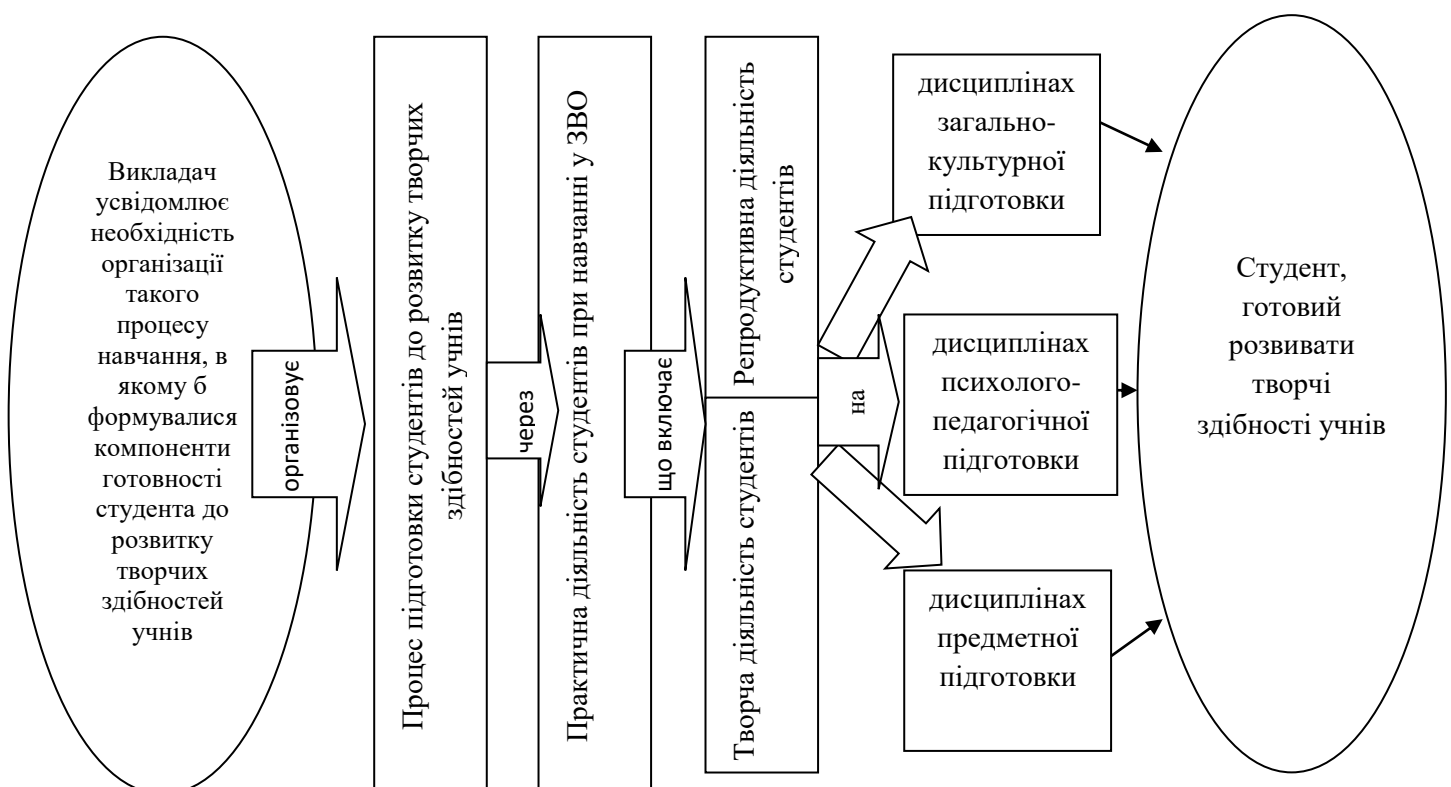 Викладач
усвідомлює
необхідність
організації
такого
процесу
навчання, в
якому б
формувалися
компоненти
готовності
студента до
розвитку
творчих
здібностей
учнів
організовує
Процес підготовки студентів до розвитку творчих
здібностей учнів
через
Практична діяльність студентів при навчанні у ЗВО
що включає
Репродуктивна діяльність
студентів
Творча діяльність студентів
на
дисциплінах
загально-
культурної
підготовки
дисциплінах
психолого-
педагогічної
підготовки
дисциплінах
предметної
підготовки
Студент,
готовий
розвивати
творчі
здібності учнів